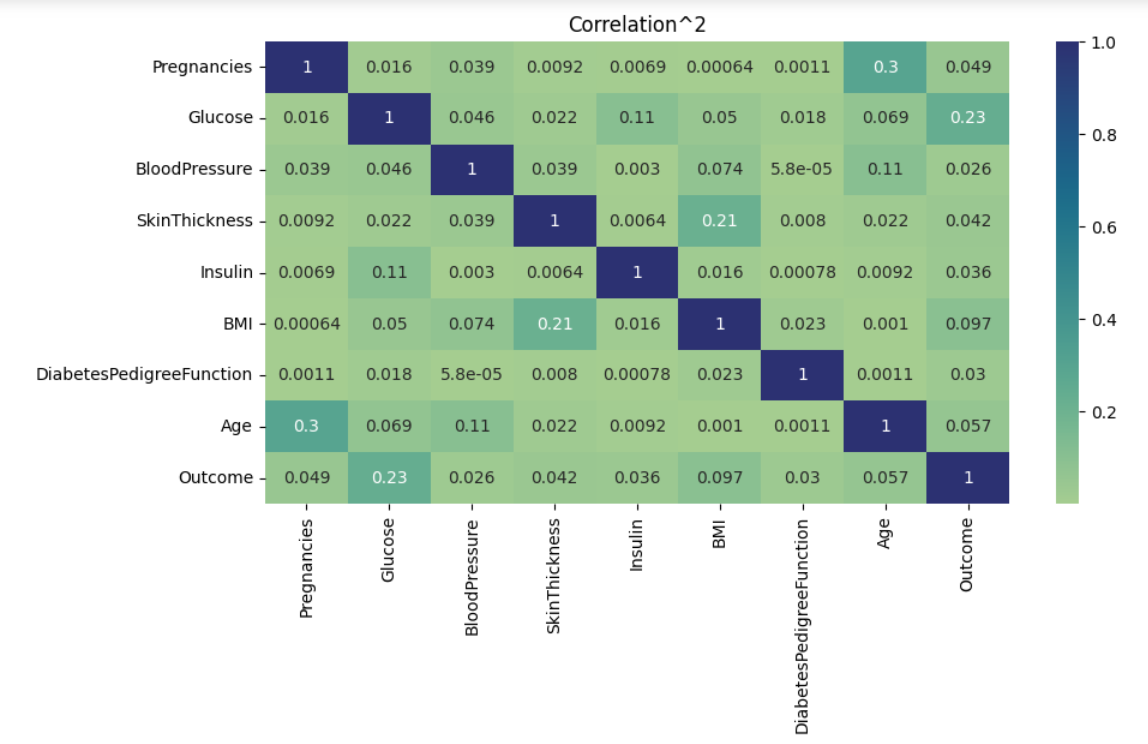 Correlation^2
Pregnancies 1 0.016 0.039 0.0092 0.0069 0.00064 0.0011 0.3 0.049
Glucose 0.016 1 0.046 0.022 0.11 0.05 0.018 0.069 0.23
BloodPressure 0.039 0.046 1 0.039 0.003 0.074 5.8e-05 0.11 0.026
SkinThickness 0.0092 0.022 0.039 1 0.0064 0.21 0.008 0.022 0.042
Insulin 0.0069 0.11 0.003 0.0064 1 0.016 0.00078 0.0092 0.036
BMI 0.00064 0.05 0.074 0.21 0.016 1 0.023 0.001 0.097
DiabetesPedigreeFunction 0.0011 0.018 5.8e-05 0.008 0.00078 0.023 1 0.0011 0.03
Age 0.3 0.069 0.11 0.022 0.0092 0.001 0.0011 1 0.057
Outcome 0.049 0.23 0.026 0.042 0.036 0.097 0.03 0.057 1
Pregnancies
Glucose
BloodPressure
SkinThickness
Insulin
BMI
DiabetesPedigreeFunction
Age
Outcome
1.0
0.8
0.6
0.4
0.2